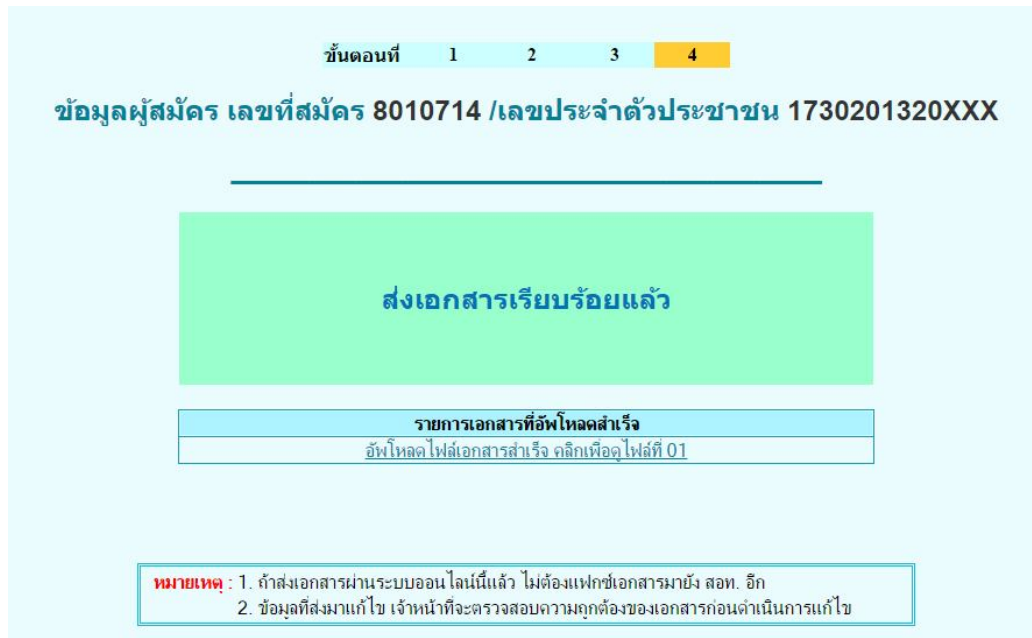 ขั้นตอนที่ 1 2 3 4
ข้อมูลผู้สมัคร เลขที่สมัคร 8010714 /เลขประจำตัวประชาชน 1730201320XXX
ส่งเอกสารเรียบร้อยแล้ว
รายการเอกสารที่อัพโหลดสำเร็จ
อัพโหลดไฟล์เอกสารสำเร็จ คลิกเพื่อดูไฟล์ที่ 01
หมายเหตุ : 1. ถ้าส่งเอกสารผ่านระบบออนไลน์นี้แล้ว ไม่ต้องแฟกซ์เอกสารมายัง สอท. อีก
2. ข้อมูลที่ส่งมาแก้ไข เจ้าหน้าที่จะตรวจสอบความถูกต้องของเอกสารก่อนดำเนินการแก้ไข